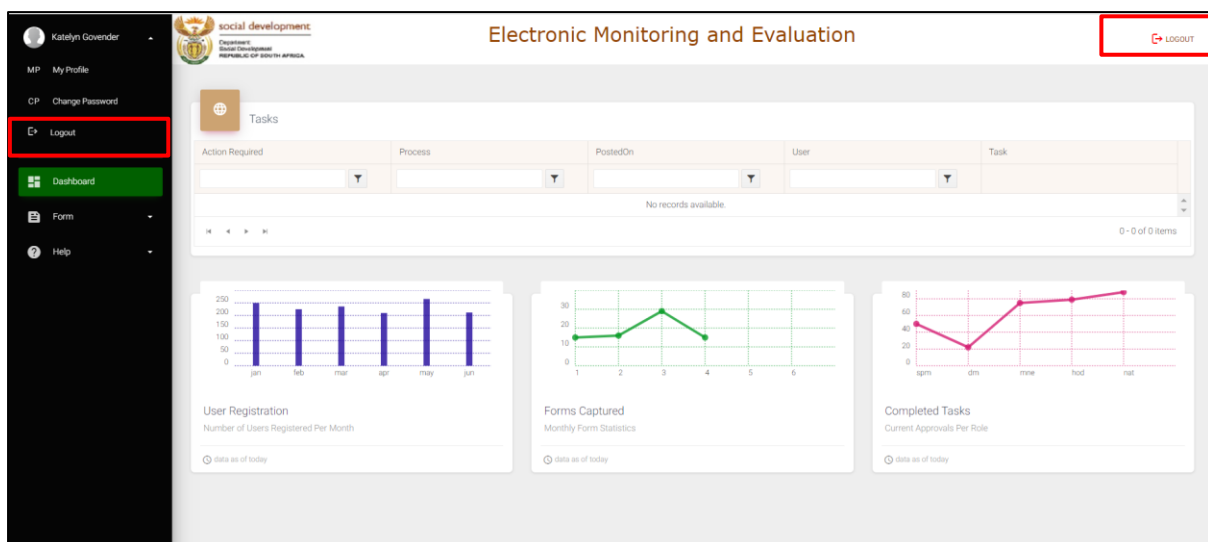 Katelyn Govender
MP My Profile
CP Change Password
Logout
Dashboard
Form
Help
social development
Department:
Social Development
REPUBLIC OF SOUTH AFRICA
Electronic Monitoring and Evaluation
LOGOUT
Tasks
Action Required Process PostedOn User Task
No records available.
0 - 0 of 0 items
250
200
150
100
50
0
jan feb mar apr may jun
User Registration
Number of Users Registered Per Month
data as of today
30
20
10
0
1 2 3 4 5 6
Forms Captured
Monthly Form Statistics
data as of today
80
60
40
20
0
spm dm mne hod nat
Completed Tasks
Current Approvals Per Role
data as of today